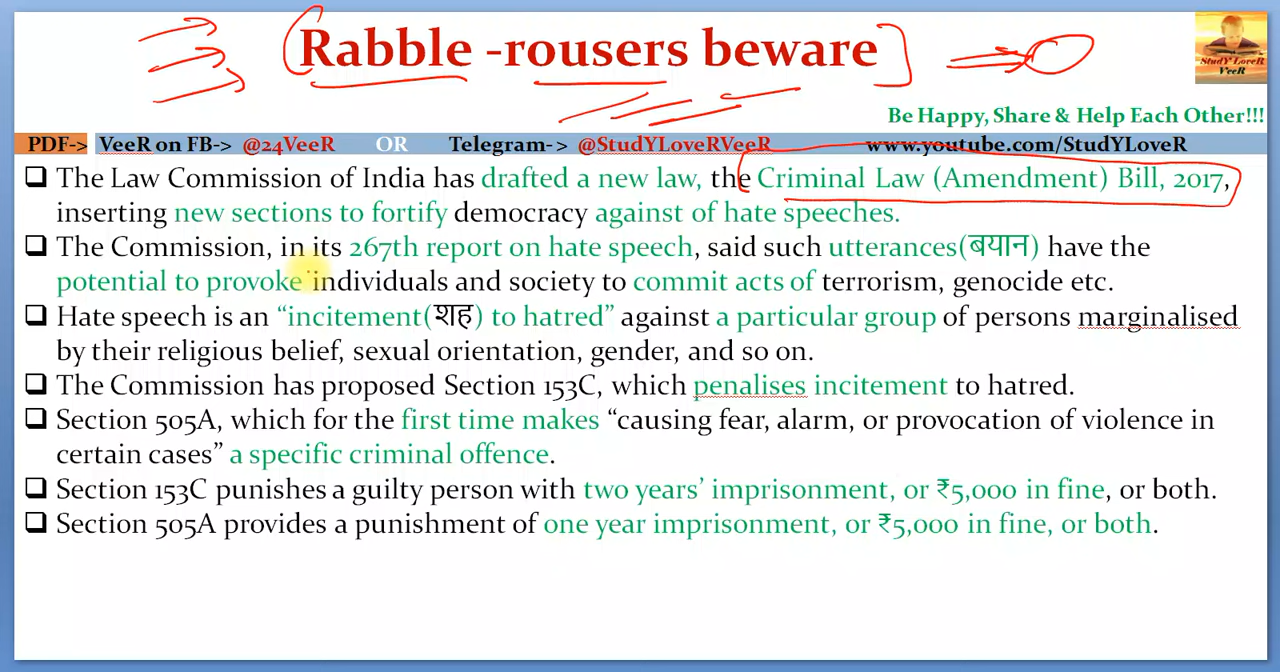 Rabble -rousers beware
StudY LoveR
VeeR
Be Happy, Share & Help Each Other!!!
PDF-> VeeR on FB-> @24VeeR OR Telegram-> @StudYLoveRVeeR www.youtube.com/StudYLoveR
❑ The Law Commission of India has drafted a new law, the Criminal Law (Amendment) Bill, 2017,
inserting new sections to fortify democracy against of hate speeches.
❑ The Commission, in its 267th report on hate speech, said such utterances(बयान) have the
potential to provoke individuals and society to commit acts of terrorism, genocide etc.
❑ Hate speech is an “incitement(शह) to hatred” against a particular group of persons marginalised
by their religious belief, sexual orientation, gender, and so on.
❑ The Commission has proposed Section 153C, which penalises incitement to hatred.
❑ Section 505A, which for the first time makes “causing fear, alarm, or provocation of violence in
certain cases” a specific criminal offence.
❑ Section 153C punishes a guilty person with two years’ imprisonment, or ₹5,000 in fine, or both.
❑ Section 505A provides a punishment of one year imprisonment, or ₹5,000 in fine, or both.